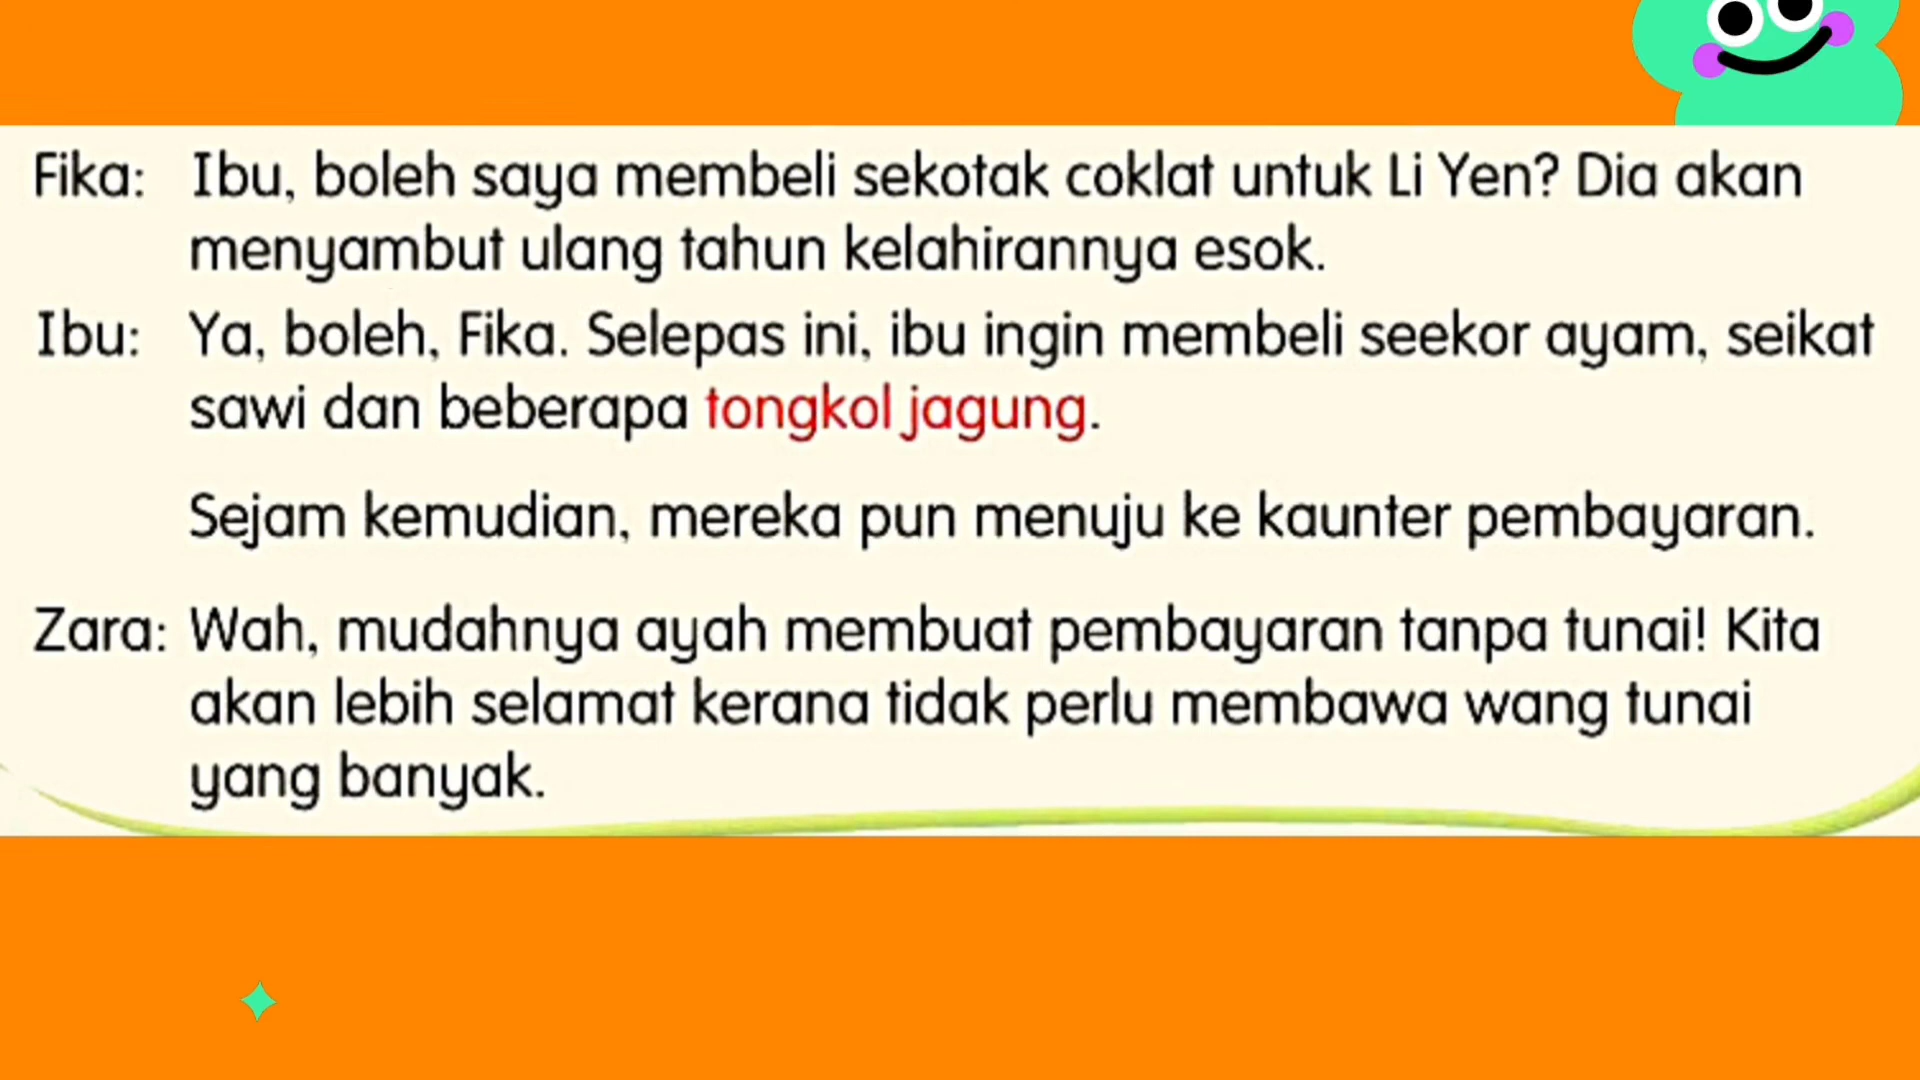 Fika: Ibu, boleh saya membeli sekotak coklat untuk Li Yen? Dia akan
menyambut ulang tahun kelahirannya esok.
Ibu: Ya, boleh, Fika. Selepas ini, ibu ingin membeli seekor ayam, seikat
sawi dan beberapa tongkol jagung.
Sejam kemudian, mereka pun menuju ke kaunter pembayaran.
Zara: Wah, mudahnya ayah membuat pembayaran tanpa tunai! Kita
akan lebih selamat kerana tidak perlu membawa wang tunai
yang banyak.